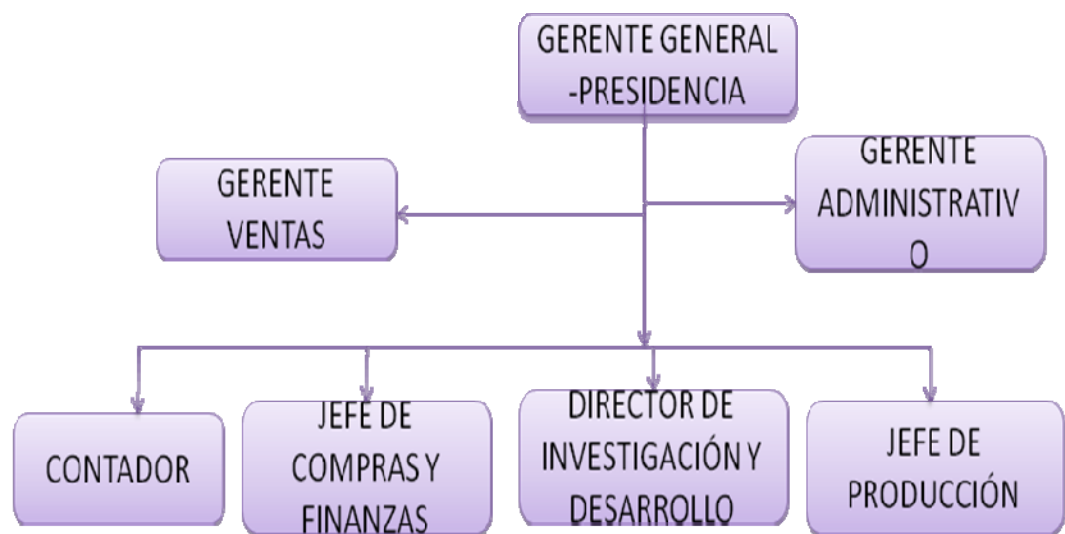 GERENTE GENERAL
-PRESIDENCIA
GERENTE
VENTAS
GERENTE
ADMINISTRATIV
O
CONTADOR
JEFE DE
COMPRAS Y
FINANZAS
DIRECTOR DE
INVESTIGACIÓN Y
DESARROLLO
JEFE DE
PRODUCCIÓN